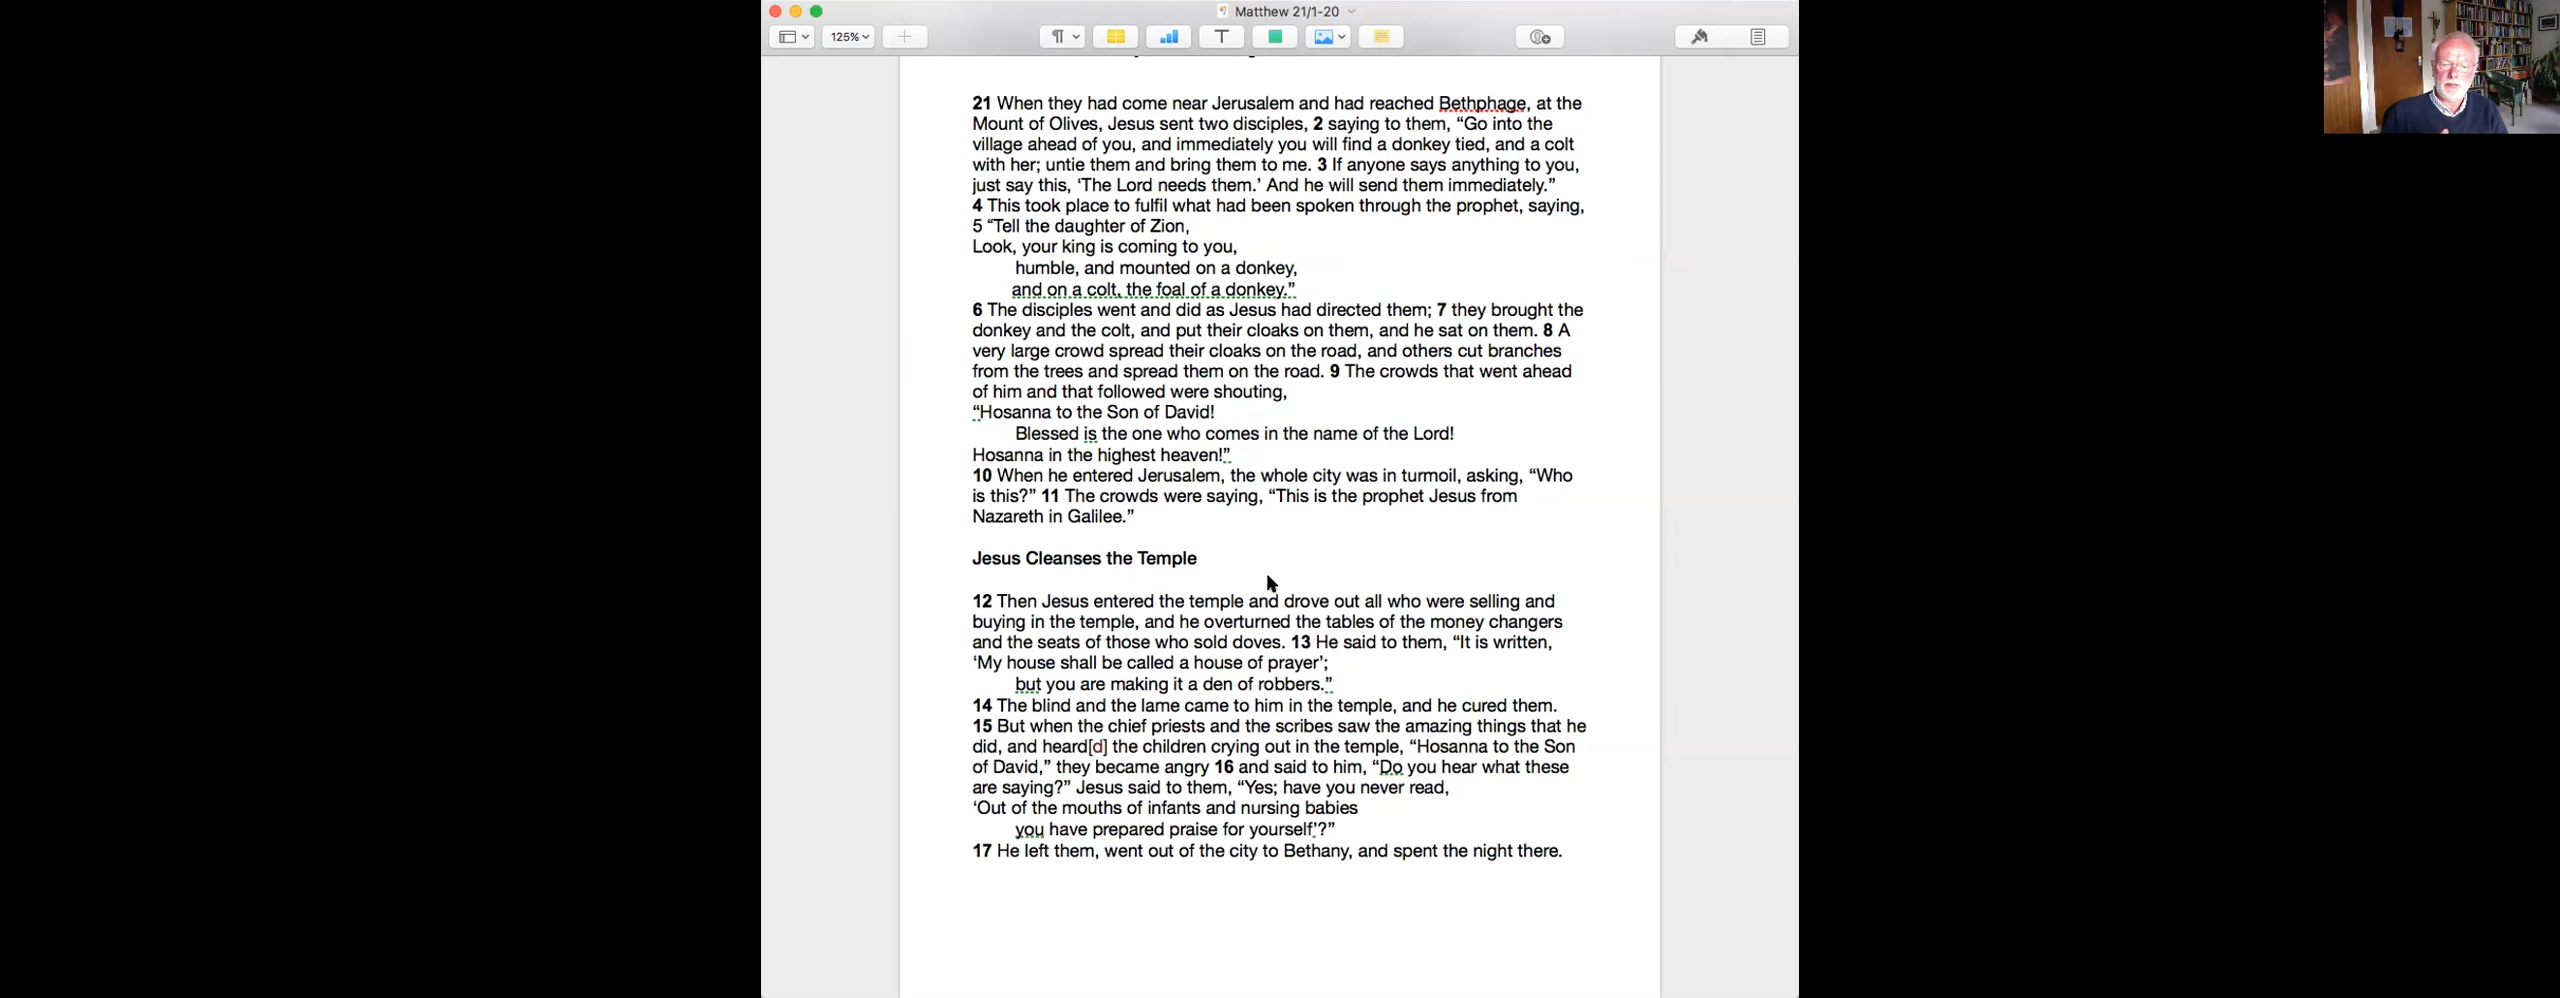 Matthew 21/1-20
125%
21 When they had come near Jerusalem and had reached Bethphage, at the
Mount of Olives, Jesus sent two disciples, 2 saying to them, “Go into the
village ahead of you, and immediately you will find a donkey tied, and a colt
with her; untie them and bring them to me. 3 If anyone says anything to you,
just say this, ‘The Lord needs them.’ And he will send them immediately.”
4 This took place to fulfil what had been spoken through the prophet, saying,
5 “Tell the daughter of Zion,
Look, your king is coming to you,
humble, and mounted on a donkey,
and on a colt, the foal of a donkey.”
6 The disciples went and did as Jesus had directed them; 7 they brought the
donkey and the colt, and put their cloaks on them, and he sat on them. 8 A
very large crowd spread their cloaks on the road, and others cut branches
from the trees and spread them on the road. 9 The crowds that went ahead
of him and that followed were shouting,
“Hosanna to the Son of David!
Blessed is the one who comes in the name of the Lord!
Hosanna in the highest heaven!”
10 When he entered Jerusalem, the whole city was in turmoil, asking, “Who
is this?” 11 The crowds were saying, “This is the prophet Jesus from
Nazareth in Galilee.”
Jesus Cleanses the Temple
12 Then Jesus entered the temple and drove out all who were selling and
buying in the temple, and he overturned the tables of the money changers
and the seats of those who sold doves. 13 He said to them, “It is written,
‘My house shall be called a house of prayer’;
but you are making it a den of robbers.”
14 The blind and the lame came to him in the temple, and he cured them.
15 But when the chief priests and the scribes saw the amazing things that he
did, and heard[d] the children crying out in the temple, “Hosanna to the Son
of David,” they became angry 16 and said to him, “Do you hear what these
are saying?” Jesus said to them, “Yes; have you never read,
‘Out of the mouths of infants and nursing babies
you have prepared praise for yourself’?”
17 He left them, went out of the city to Bethany, and spent the night there.